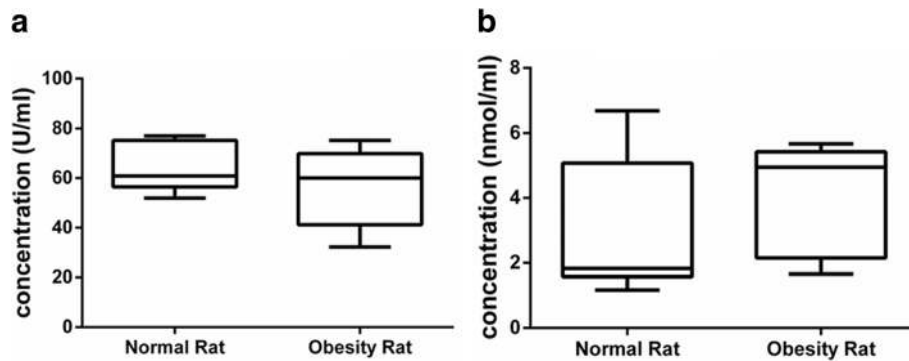 a
concentration (U/ml)
100
80
60
40
20
0
Normal Rat
Obesity Rat
b
concentration (nmol/ml)
8
6
4
2
0
Normal Rat
Obesity Rat